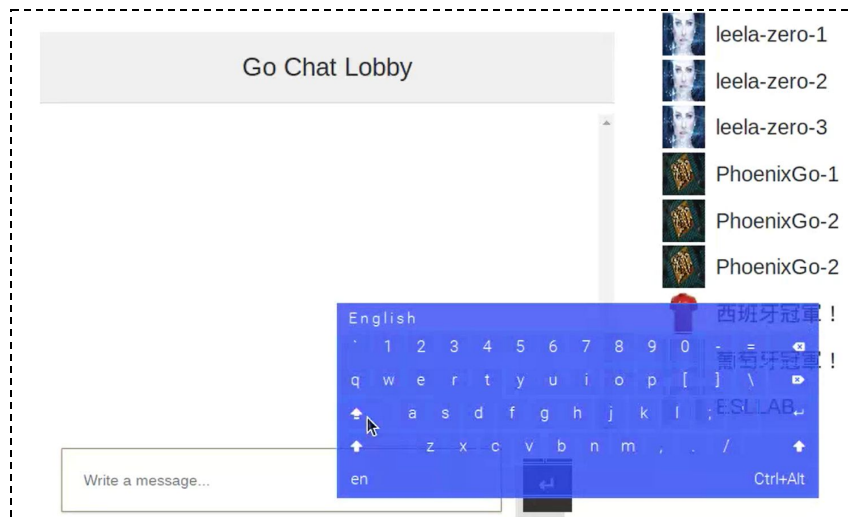 Go Chat Lobby
leela-zero-1
leela-zero-2
leela-zero-3
PhoenixGo-1
PhoenixGo-2
PhoenixGo-2
西班牙冠軍！
葡萄牙冠軍！
ESLLAB
English
` 1 2 3 4 5 6 7 8 9 0 - =
q w e r t y u i o p [ ] \
a s d f g h j k l ; '
z x c v b n m , . /
en Ctrl+Alt
Write a message...